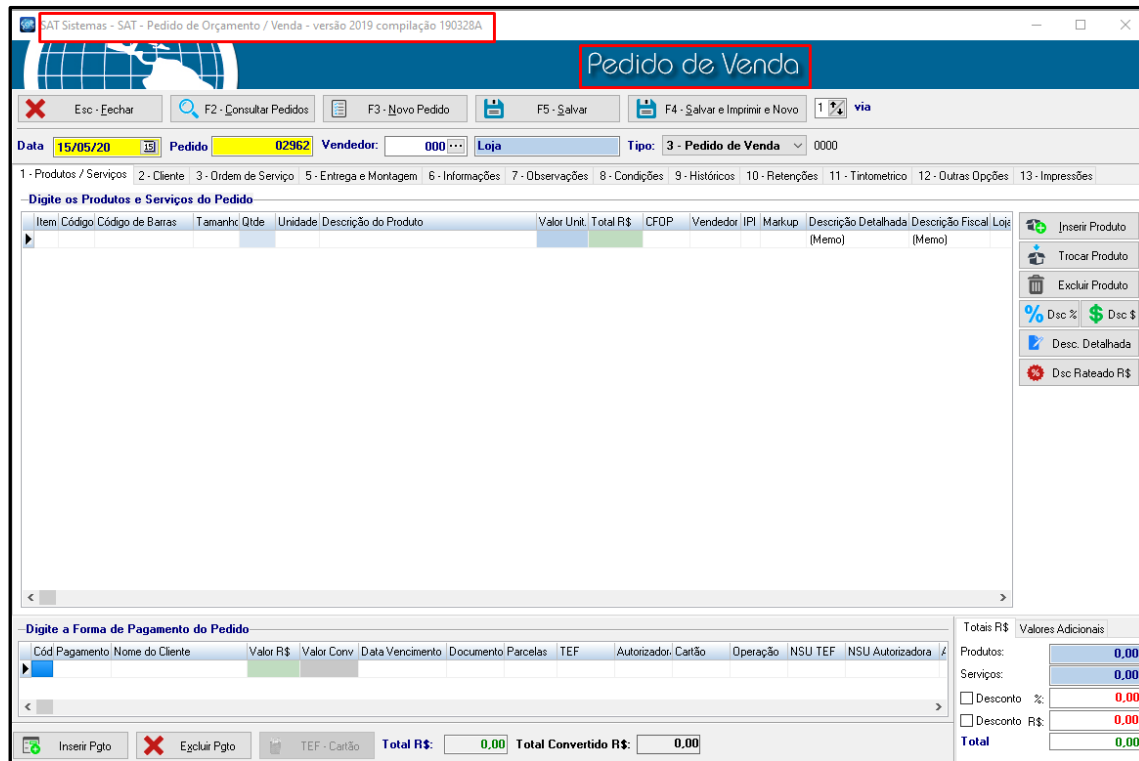 SAT Sistemas - SAT - Pedido de Orçamento / Venda - versão 2019 compilação 190328A
Pedido de Venda
Esc - Fechar F2 - Consultar Pedidos F3 - Novo Pedido F5 - Salvar F4 - Salvar e Imprimir e Novo 1 via
Data 15/05/20 15 Pedido 02962 Vendedor: 000 ... Loja Tipo: 3 - Pedido de Venda 0000
1 - Produtos / Serviços 2 - Cliente 3 - Ordem de Serviço 5 - Entrega e Montagem 6 - Informações 7 - Observações 8 - Condições 9 - Históricos 10 - Retenções 11 - Tintometrico 12 - Outras Opções 13 - Impressões
Digite os Produtos e Serviços do Pedido
Item Código Código de Barras Tamanho Qtde Unidade Descrição do Produto Valor Unit. Total R$ CFOP Vendedor IPI Markup Descrição Detalhada Descrição Fiscal Loja
(Memo) (Memo)
Inserir Produto
Trocar Produto
Excluir Produto
% Dsc % $ Dsc $
Desc. Detalhada
% Dsc Rateado R$
Digite a Forma de Pagamento do Pedido
Cód Pagamento Nome do Cliente Valor R$ Valor Conv Data Vencimento Documento Parcelas TEF Autorizador Cartão Operação NSU TEF NSU Autorizadora
Totais R$ Valores Adicionais
Produtos: 0,00
Serviços: 0,00
Desconto %: 0,00
Desconto R$: 0,00
Total 0,00
Inserir Pgto Excluir Pgto TEF - Cartão Total R$: 0,00 Total Convertido R$: 0,00